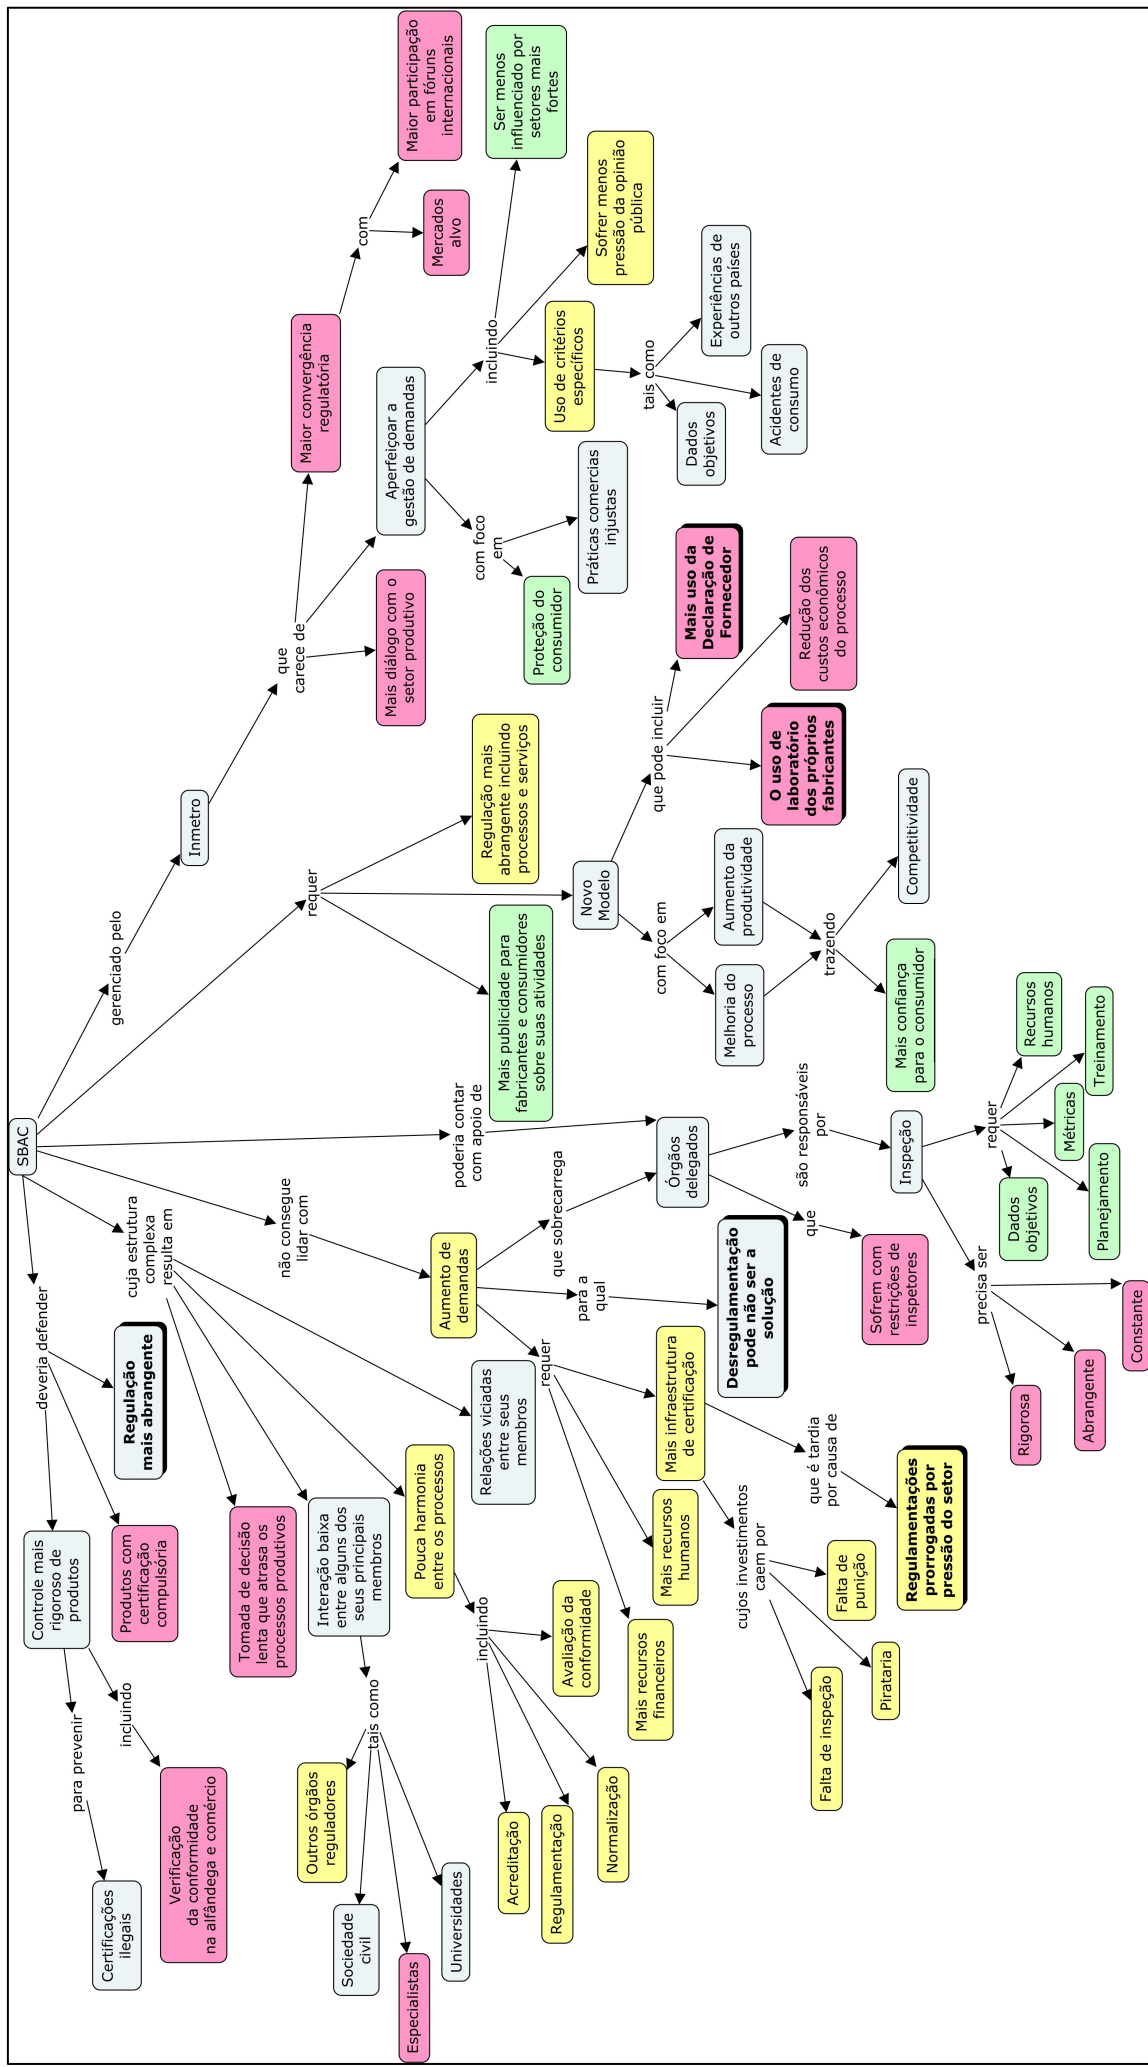 SBAC
gerenciado pelo
Inmetro
que
carece de
Maior convergência
regulatória
com
Maior participação
em fóruns
internacionais
Mercados
alvo
Aperfeiçoar a
gestão de demandas
incluindo
Ser menos
influenciado por
setores mais
fortes
Sofrer menos
pressão da opinião
pública
Uso de critérios
específicos
tais como
Experiências de
outros países
Acidentes de
consumo
Dados
objetivos
com foco
em
Práticas comercias
injustas
Proteção do
consumidor
Mais diálogo com o
setor produtivo
requer
Regulação mais
abrangente incluindo
processos e serviços
Novo
Modelo
que pode incluir
Mais uso da
Declaração de
Fornecedor
Redução dos
custos econômicos
do processo
O uso de
laboratório
dos próprios
fabricantes
com foco em
Aumento da
produtividade
Melhoria do
processo
trazendo
Competitividade
Mais confiança
para o consumidor
Mais publicidade para
fabricantes e consumidores
sobre suas atividades
poderia contar
com apoio de
Órgãos
delegados
são responsáveis
por
Inspeção
requer
Recursos
humanos
Treinamento
Métricas
Planejamento
Dados
objetivos
precisa ser
Constante
Abrangente
Rigorosa
que
Sofrem com
restrições de
inspetores
não consegue
lidar com
Aumento de
demandas
que sobrecarrega
para a
qual
Desregulamentação
pode não ser a
solução
requer
Mais infraestrutura
de certificação
que é tardia
por causa de
Regulamentações
prorrogadas por
pressão do setor
cujos investimentos
caem por
Falta de
punição
Pirataria
Falta de inspeção
Mais recursos
humanos
Mais recursos
financeiros
cuja estrutura
complexa
resulta em
Relações viciadas
entre seus
membros
Pouca harmonia
entre os processos
incluindo
Avaliação da
conformidade
Normalização
Regulamentação
Acreditação
Interação baixa
entre alguns dos
seus principais
membros
tais como
Outros órgãos
reguladores
Sociedade
civil
Especialistas
Universidades
Tomada de decisão
lenta que atrasa os
processos produtivos
deveria defender
Regulação
mais abrangente
Produtos com
certificação
compulsória
Controle mais
rigoroso de
produtos
incluindo
Verificação
da conformidade
na alfândega e comércio
para prevenir
Certificações
ilegais